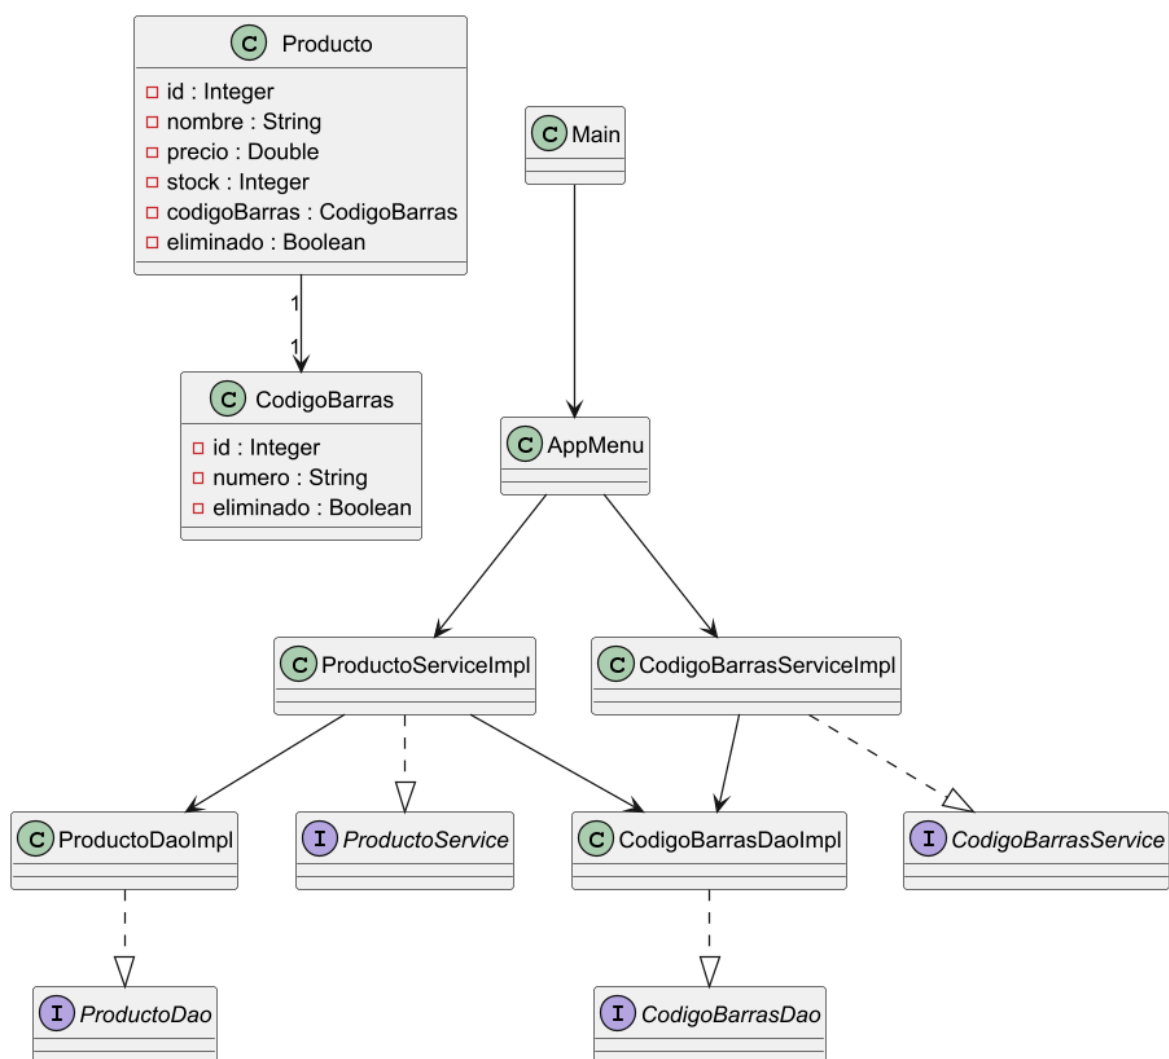 C Producto
id : Integer
nombre : String
precio : Double
stock : Integer
codigoBarras : CodigoBarras
eliminado : Boolean
C Main
1
1
C CodigoBarras
id : Integer
numero : String
eliminado : Boolean
C AppMenu
C ProductoServiceImpl
C CodigoBarrasServiceImpl
C ProductoDaoImpl
I ProductoService
C CodigoBarrasDaoImpl
I CodigoBarrasService
I ProductoDao
I CodigoBarrasDao